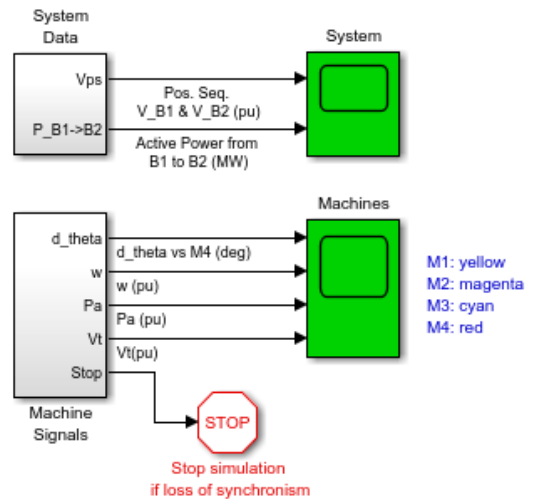 System
Data
System
Vps
Pos. Seq.
V_B1 & V_B2 (pu)
P_B1->B2
Active Power from
B1 to B2 (MW)
Machines
d_theta
d_theta vs M4 (deg)
w
w (pu)
Pa
Pa (pu)
Vt
Vt(pu)
Stop
M1: yellow
M2: magenta
M3: cyan
M4: red
Machine
Signals
STOP
Stop simulation
if loss of synchronism